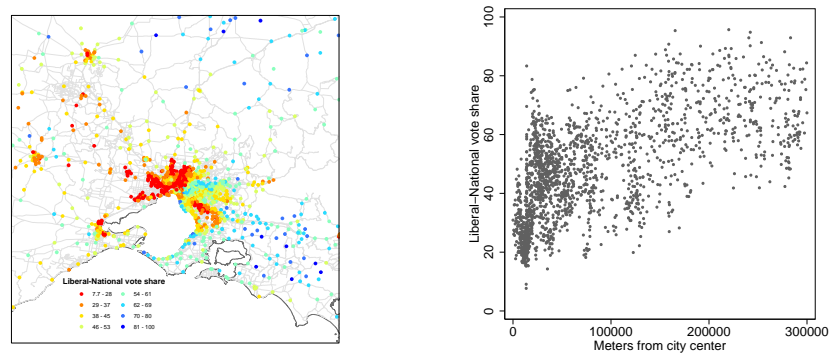 Liberal-National vote share
7.7 - 28
29 - 37
38 - 45
46 - 53
54 - 61
62 - 69
70 - 80
81 - 100
Liberal−National vote share
100
80
60
40
20
0
0 100000 200000 300000
Meters from city center